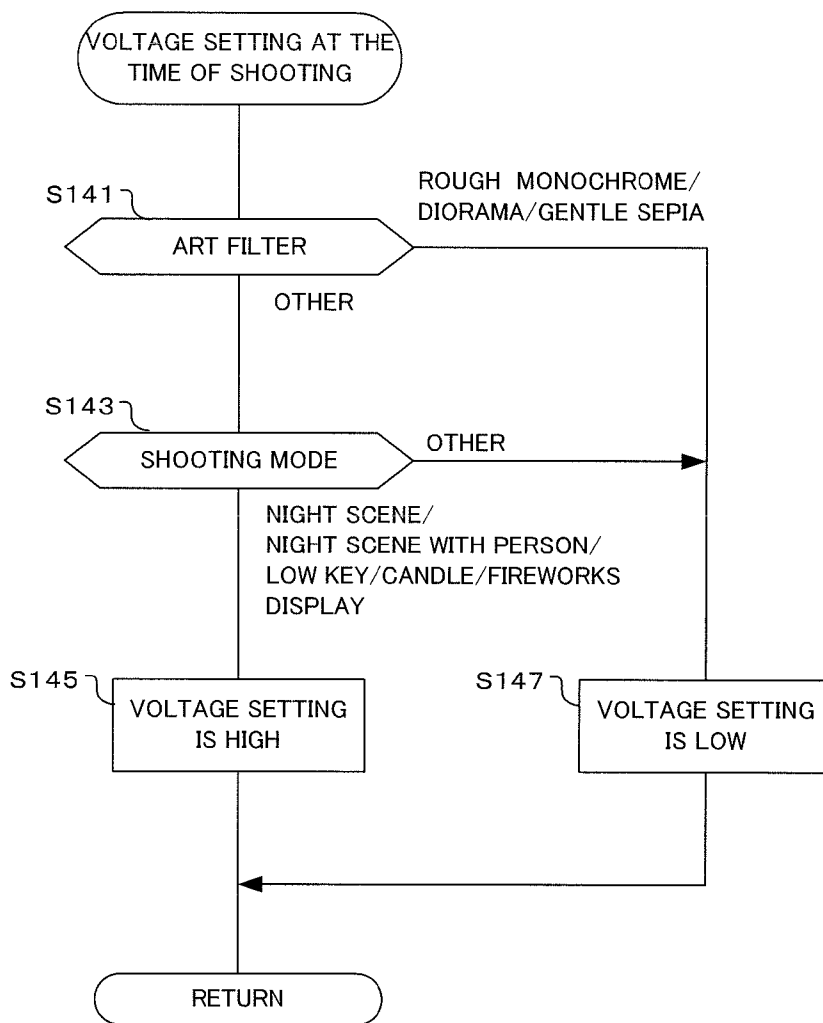 VOLTAGE SETTING AT THE
TIME OF SHOOTING
S141
ROUGH MONOCHROME/
DIORAMA/GENTLE SEPIA
ART FILTER
OTHER
S143
SHOOTING MODE
OTHER
NIGHT SCENE/
NIGHT SCENE WITH PERSON/
LOW KEY/CANDLE/FIREWORKS
DISPLAY
S145
VOLTAGE SETTING
IS HIGH
S147
VOLTAGE SETTING
IS LOW
RETURN